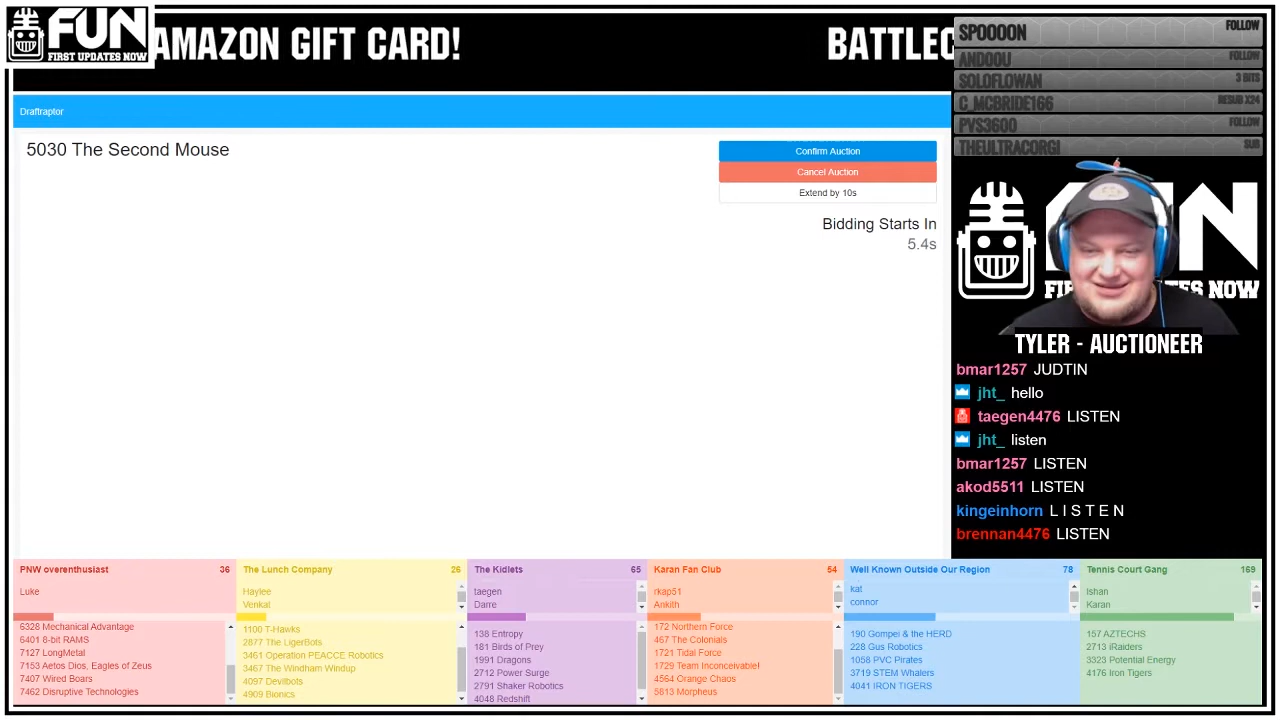 FUN
FIRST UPDATES NOW
AMAZON GIFT CARD!
BATTLEC
SPOOOON FOLLOW
ANDOOU FOLLOW
SOLOFLOWAN 3 BITS
C_MCBRIDE166 RESUB X24
PVS3600 FOLLOW
THEULTRACORGI SUB
Draftraptor
5030 The Second Mouse
Confirm Auction
Cancel Auction
Extend by 10s
Bidding Starts In
5.4s
TYLER - AUCTIONEER
bmar1257 JUDTIN
jht_ hello
taegen4476 LISTEN
jht_ listen
bmar1257 LISTEN
akod5511 LISTEN
kingeinhorn L I S T E N
brennan4476 LISTEN
PNW overenthusiast 36
Luke
6328 Mechanical Advantage
6401 8-bit RAMS
7127 LongMetal
7153 Aetos Dios, Eagles of Zeus
7407 Wired Boars
7462 Disruptive Technologies
The Lunch Company 26
Haylee
Venkat
1100 T-Hawks
2877 The LigerBots
3461 Operation PEACCE Robotics
3467 The Windham Windup
4097 Devilbots
4909 Bionics
The Kidlets 65
taegen
Darre
138 Entropy
181 Birds of Prey
1991 Dragons
2712 Power Surge
2791 Shaker Robotics
4048 Redshift
Karan Fan Club 54
rkap51
Ankith
172 Northern Force
467 The Colonials
1721 Tidal Force
1729 Team Inconceivable!
4564 Orange Chaos
5813 Morpheus
Well Known Outside Our Region 78
kat
connor
190 Gompei & the HERD
228 Gus Robotics
1058 PVC Pirates
3719 STEM Whalers
4041 IRON TIGERS
Tennis Court Gang 169
Ishan
Karan
157 AZTECHS
2713 iRaiders
3323 Potential Energy
4176 Iron Tigers